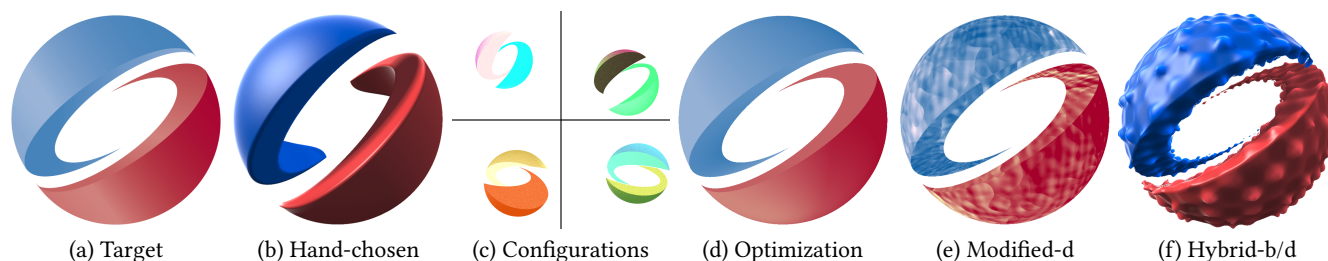 (a) Target (b) Hand-chosen (c) Configurations (d) Optimization (e) Modified-d (f) Hybrid-b/d